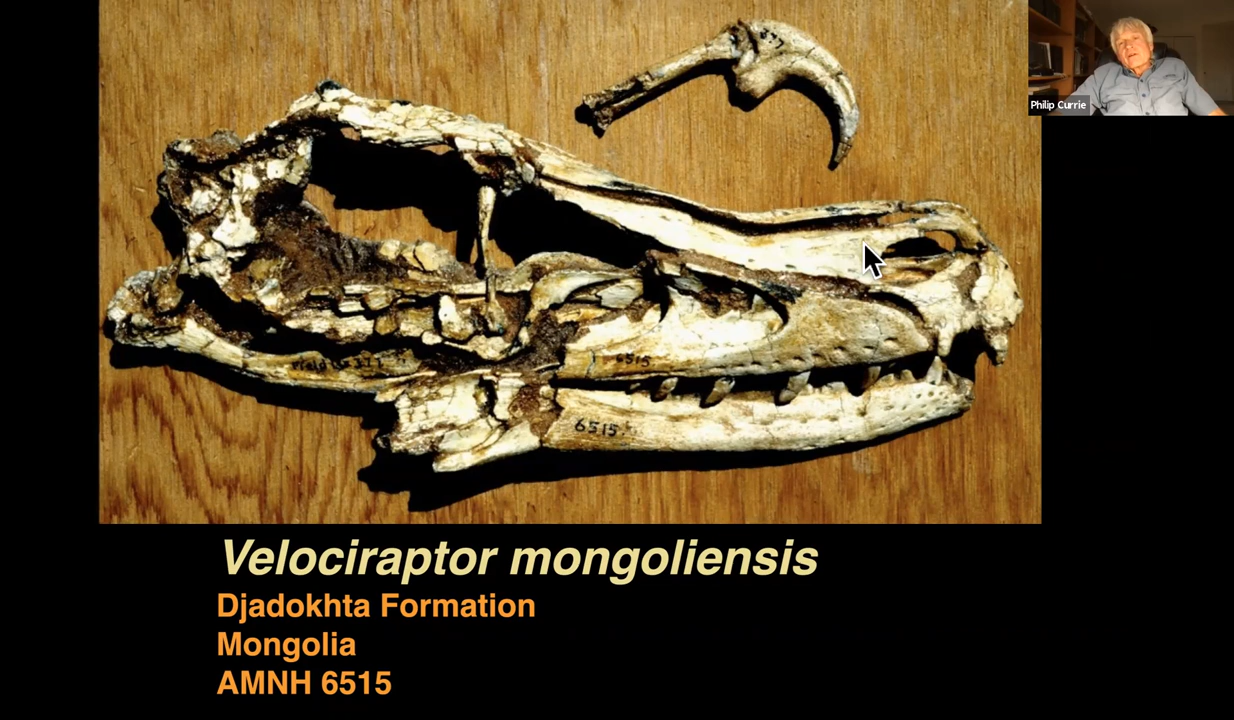 Philip Currie
6515
6515.
Velociraptor mongoliensis
Djadokhta Formation
Mongolia
AMNH 6515